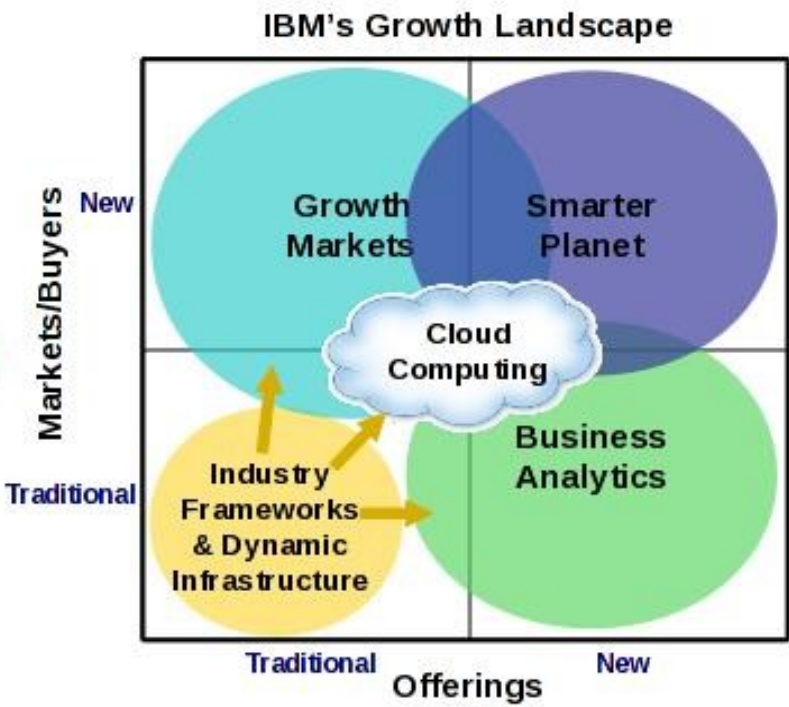 IBM's Growth Landscape
Markets/Buyers
New
Traditional
Growth
Markets
Smarter
Planet
Cloud
Computing
Industry
Frameworks
& Dynamic
Infrastructure
Business
Analytics
Traditional
New
Offerings